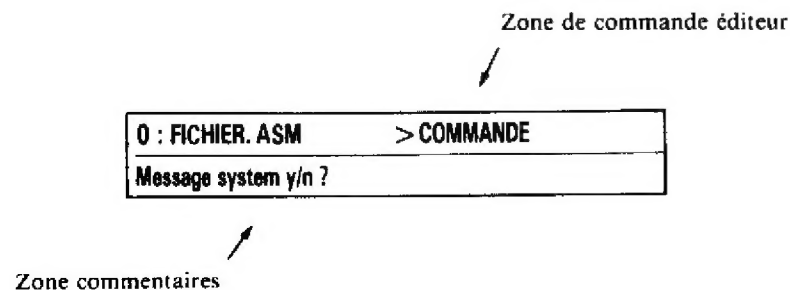 Zone de commande éditeur
0 : FICHIER. ASM > COMMANDE
Message system y/n ?
Zone commentaires